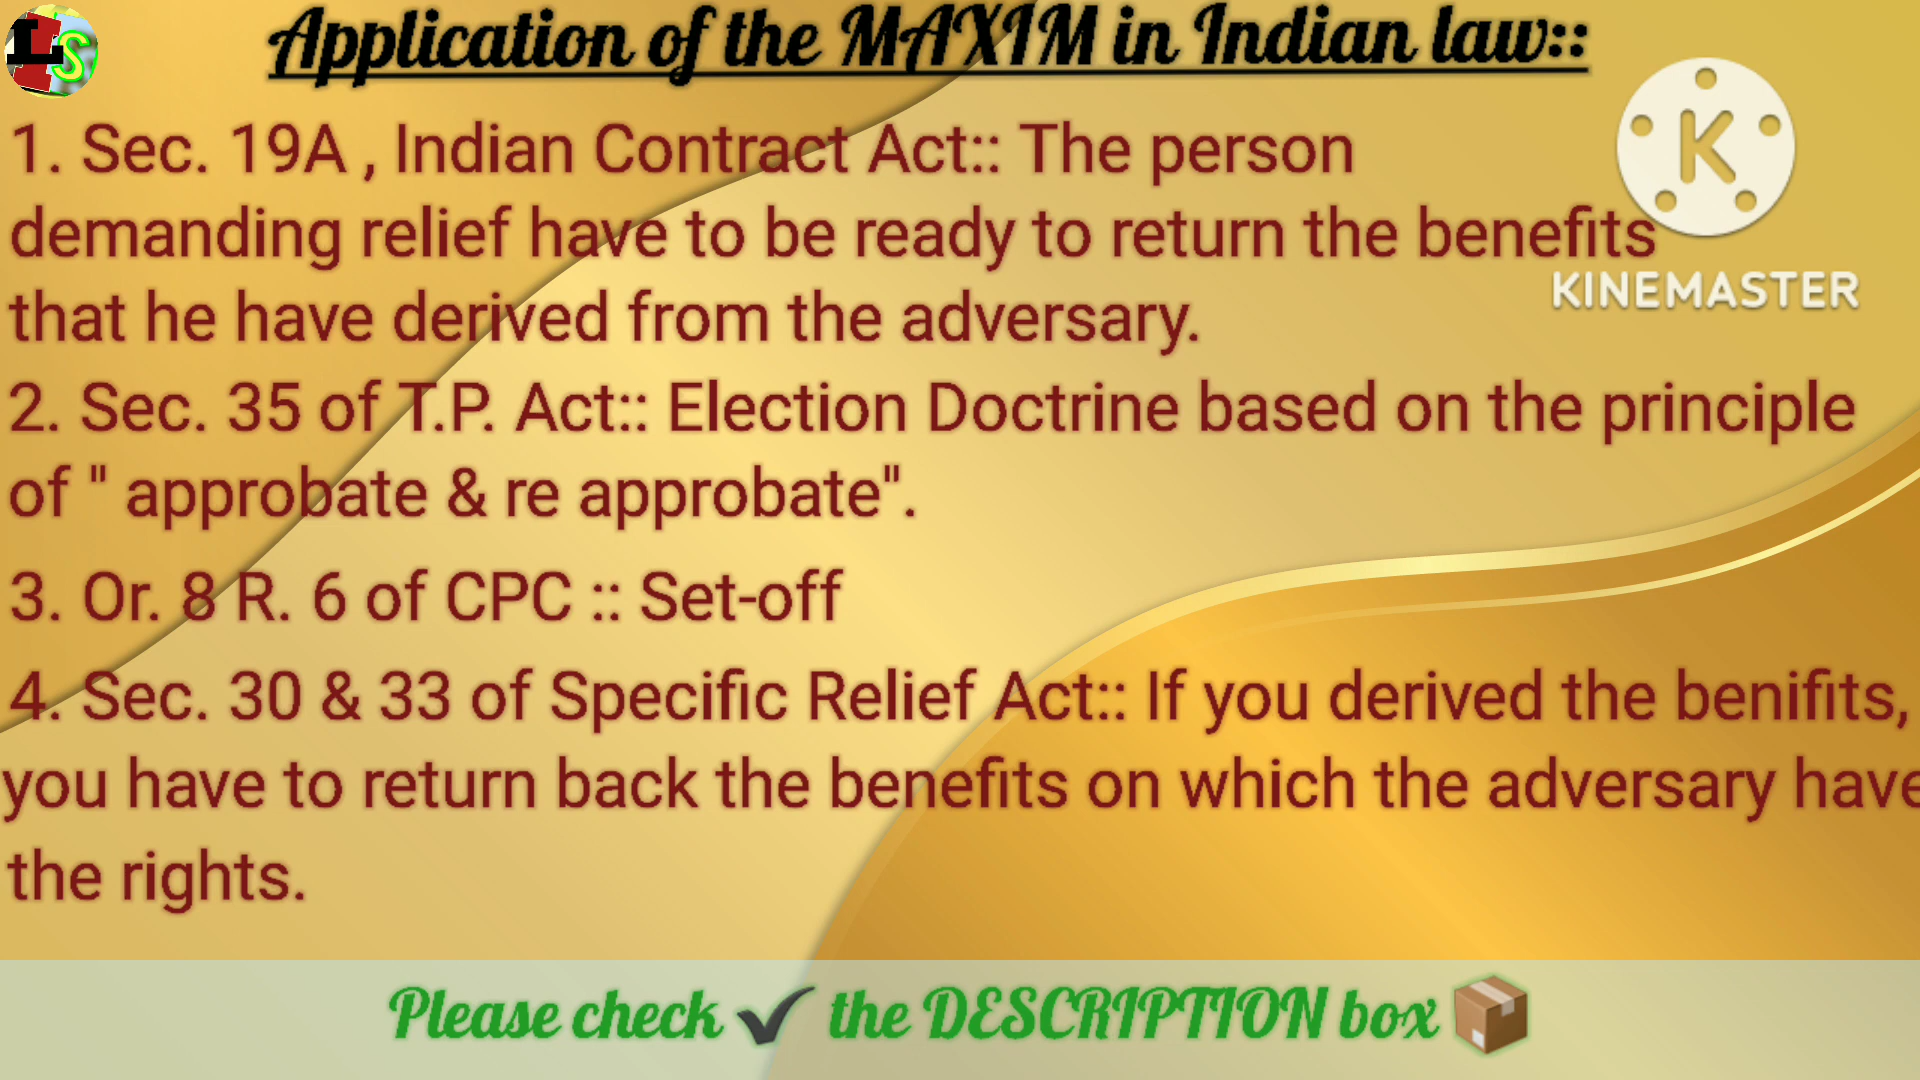 LS
Application of the MAXIM in Indian law::
K
KINEMASTER
1. Sec. 19A , Indian Contract Act:: The person
demanding relief have to be ready to return the benefits
that he have derived from the adversary.
2. Sec. 35 of T.P. Act:: Election Doctrine based on the principle
of " approbate & re approbate".
3. Or. 8 R. 6 of CPC :: Set-off
4. Sec. 30 & 33 of Specific Relief Act:: If you derived the benifits,
you have to return back the benefits on which the adversary have
the rights.
Please check ✔ the DESCRIPTION box 📦